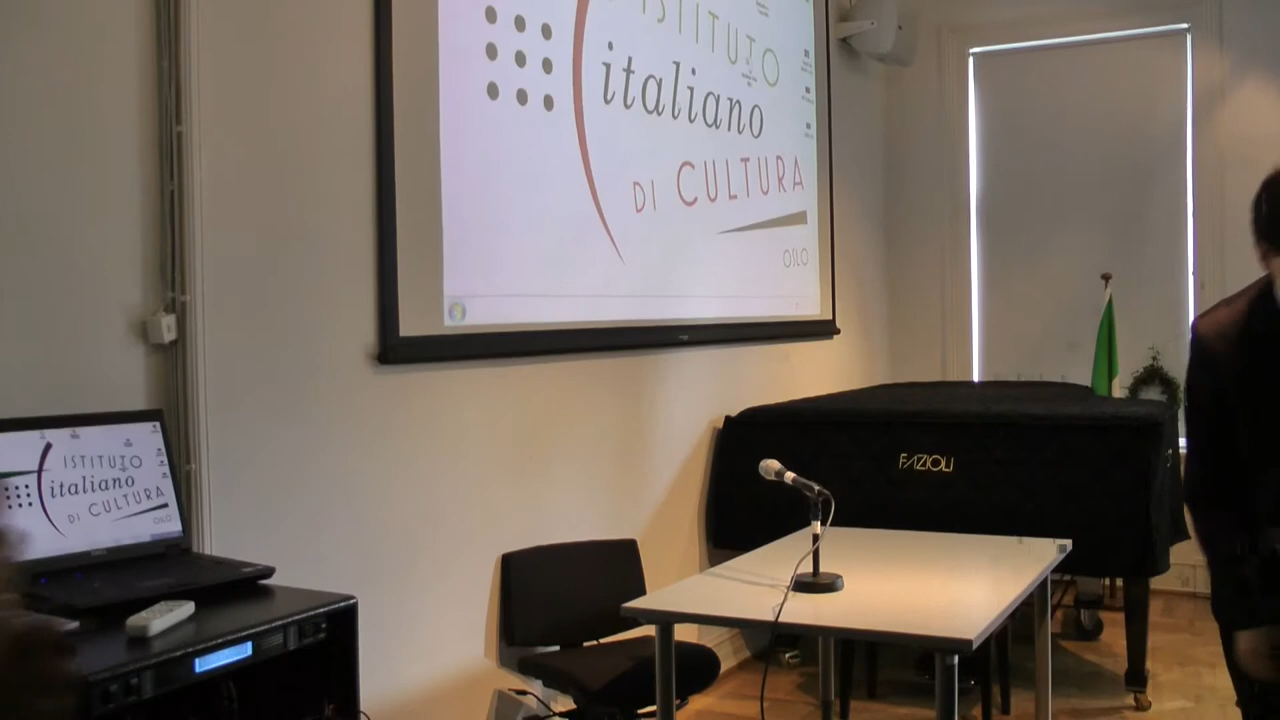 ISTITUTO
italiano
DI CULTURA
OSLO
FAZIOLI
ISTITUTO
italiano
DI CULTURA
OSLO